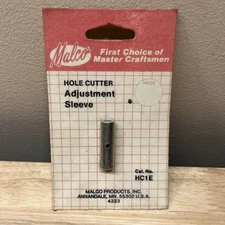 Malco
First Choice of
Master Craftsmen
HOLE CUTTER
Adjustment
Sleeve
Cat. No.
HC1E
MALCO PRODUCTS, INC.
ANNANDALE, MN. 55302 U.S.A.
4323